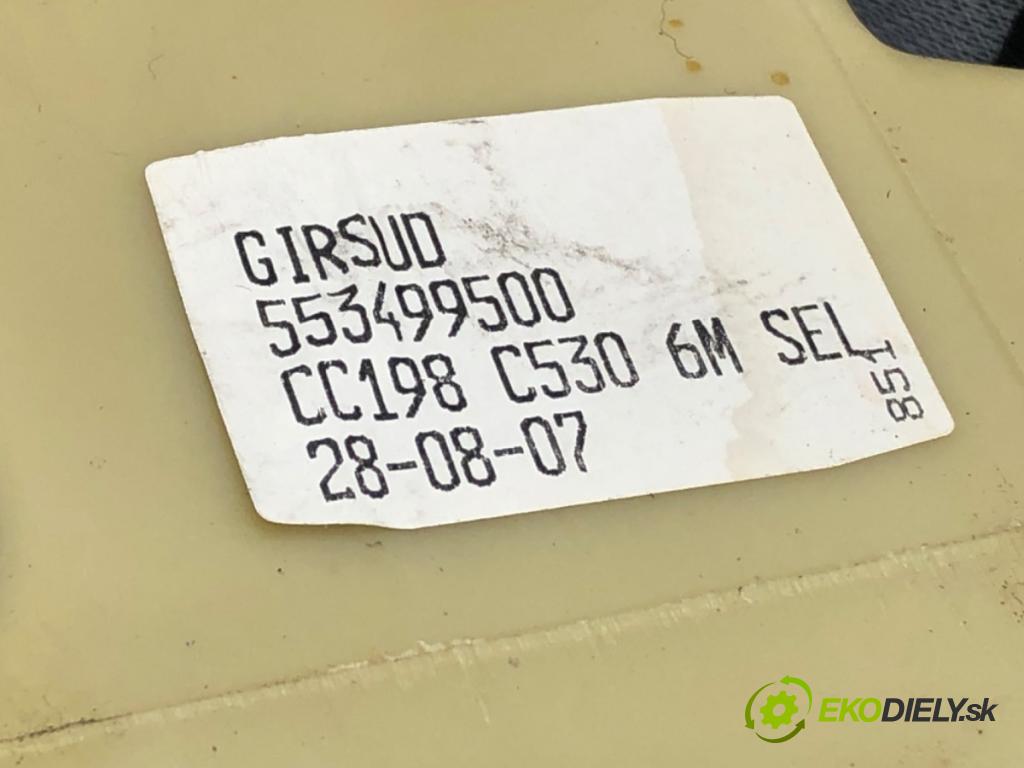 GIRSUD
553499500
CC198 C530 6M SEL
28-08-07
851
EKODIELY.sk